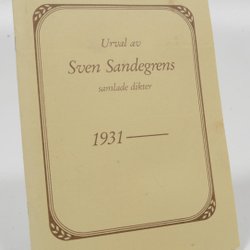 Urval av
Sven Sandegrens
samlade dikter
1931 ——